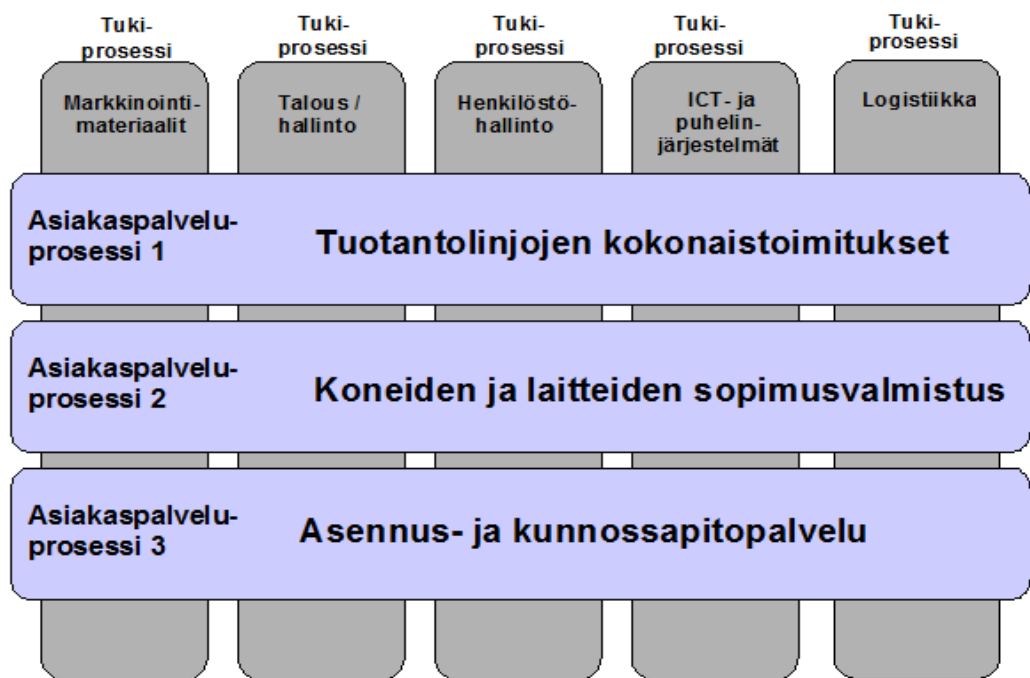 Tuki-
prosessi
Tuki-
prosessi
Tuki-
prosessi
Tuki-
prosessi
Tuki-
prosessi
Markkinointi-
materiaalit
Talous /
hallinto
Henkilöstö-
hallinto
ICT- ja
puhelin-
järjestelmät
Logistiikka
Asiakaspalvelu-
prosessi 1
Tuotantolinjojen kokonaistoimitukset
Asiakaspalvelu-
prosessi 2
Koneiden ja laitteiden sopimusvalmistus
Asiakaspalvelu-
prosessi 3
Asennus- ja kunnossapitopalvelu